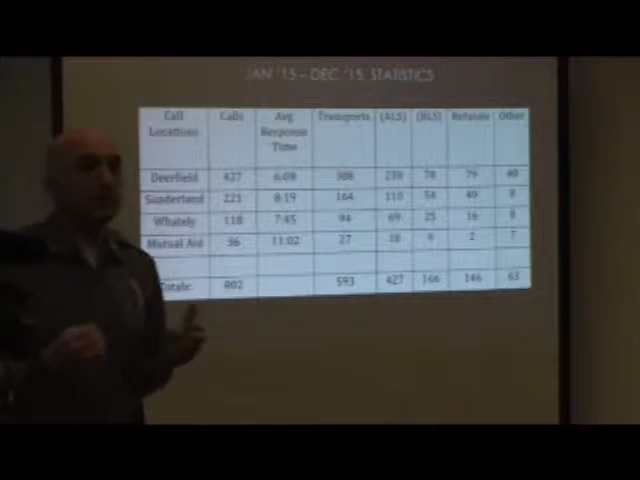 JAN '15 - DEC '15 STATISTICS
Call Locations Calls Avg Response Time Transports (ALS) (BLS) Refusals Other
Deerfield 427 6:08 308 230 78 79 40
Sunderland 221 8:19 164 110 54 49 8
Whately 118 7:45 94 69 25 16 8
Mutual Aid 36 11:02 27 18 9 2 7
Totals: 802 593 427 166 146 63